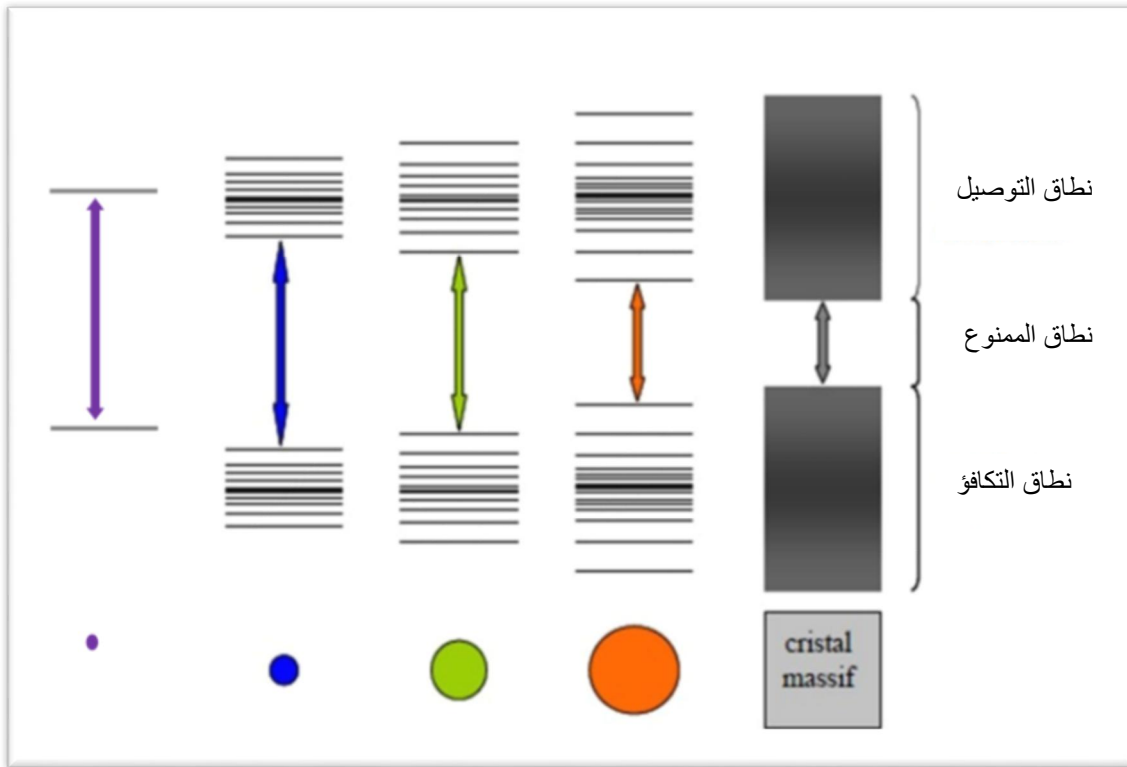 نطاق التوصيل
نطاق الممنوع
نطاق التكافؤ
cristal
massif